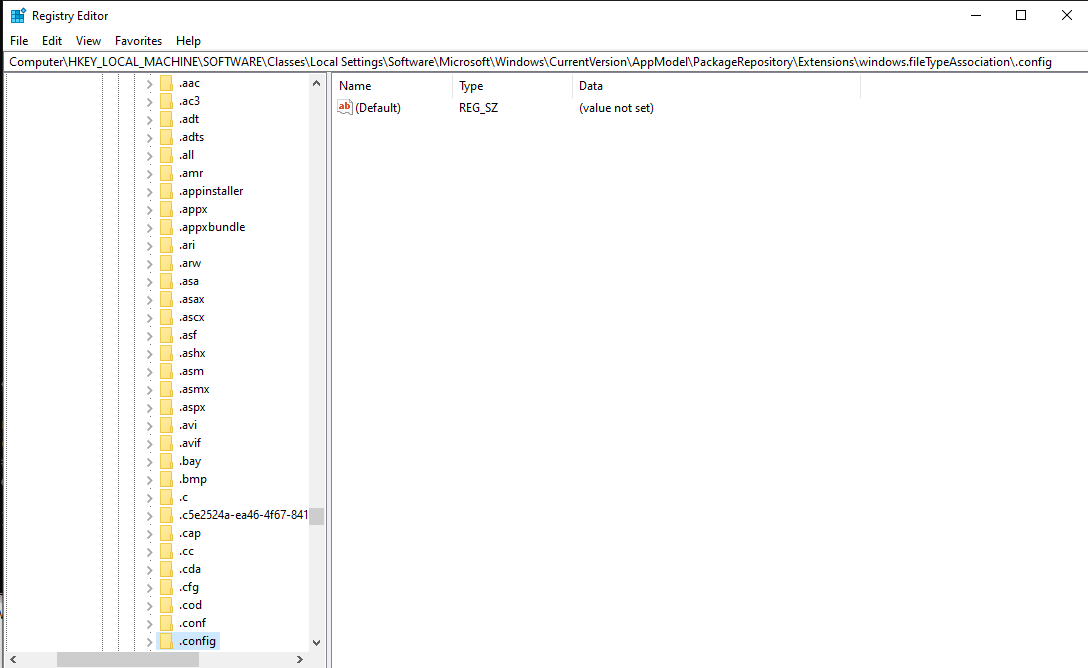 Registry Editor
File Edit View Favorites Help
Computer\HKEY_LOCAL_MACHINE\SOFTWARE\Classes\Local Settings\Software\Microsoft\Windows\CurrentVersion\AppModel\PackageRepository\Extensions\windows.fileTypeAssociation\.config
.aac
.ac3
.adt
.adts
.all
.amr
.appinstaller
.appx
.appxbundle
.ari
.arw
.asa
.asax
.ascx
.asf
.ashx
.asm
.asmx
.aspx
.avi
.avif
.bay
.bmp
.c
.c5e2524a-ea46-4f67-841
.cap
.cc
.cda
.cfg
.cod
.conf
.config
Name Type Data
ab (Default) REG_SZ (value not set)